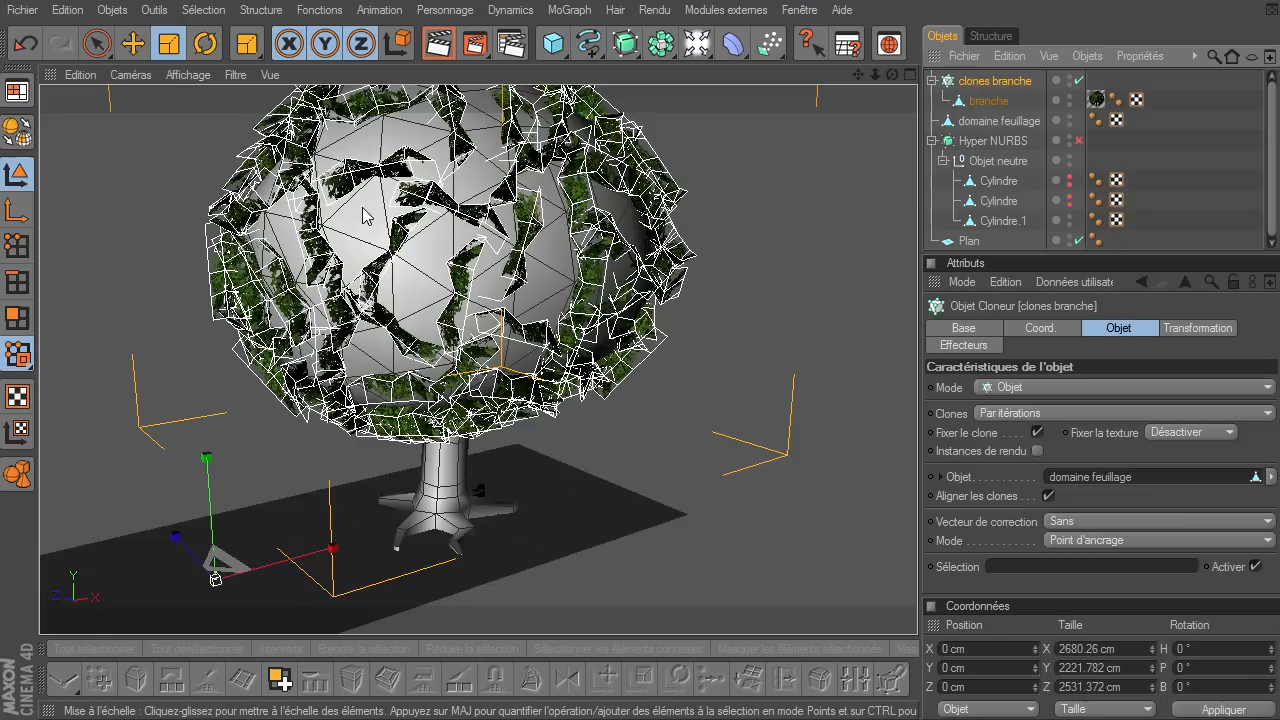 Fichier Edition Objets Outils Sélection Structure Fonctions Animation Personnage Dynamics MoGraph Hair Rendu Modules externes Fenêtre Aide
Objets Structure
Fichier Edition Vue Objets Propriétés
Edition Caméras Affichage Filtre Vue
clones branche
branche
domaine feuillage
Hyper NURBS
Objet neutre
Cylindre
Cylindre
Cylindre.1
Plan
Attributs
Mode Edition Données utilisate
Objet Cloneur [clones branche]
Base Coord. Objet Transformation
Effecteurs
Caractéristiques de l'objet
Mode Objet
Clones Par itérations
Fixer le clone . . . . Fixer la texture Désactiver
Instances de rendu
Objet. . . . . . . . . . . domaine feuillage
Aligner les clones . . .
Vecteur de correction Sans
Mode. . . . . . . . . . . Point d'ancrage
Sélection Activer
Coordonnées
Position Taille Rotation
X 0 cm X 2680.26 cm H 0 °
Y 0 cm Y 2221.782 cm P 0 °
Z 0 cm Z 2531.372 cm B 0 °
Objet Taille Appliquer
Y
Z X
Tout sélectionner Tout désélectionner Intervertir Etendre la sélection Réduire la sélection Sélectionner les éléments connexes Masquer les éléments sélectionnés Mas
MAXON
CINEMA 4D
Mise à l'échelle : Cliquez-glissez pour mettre à l'échelle des éléments. Appuyez sur MAJ pour quantifier l'opération/ajouter des éléments à la sélection en mode Points et sur CTRL pou